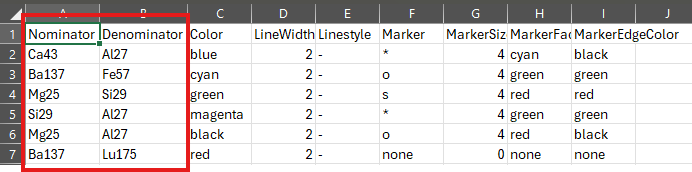 A B C D E F G H I J
1 Nominator Denominator Color LineWidth Linestyle Marker MarkerSiz MarkerFac MarkerEdgeColor
2 Ca43 Al27 blue 2 - * 4 cyan black
3 Ba137 Fe57 cyan 2 - o 4 green green
4 Mg25 Si29 green 2 - s 4 red red
5 Si29 Al27 magenta 2 - * 4 green green
6 Mg25 Al27 black 2 - o 4 red black
7 Ba137 Lu175 red 2 - none 0 none none